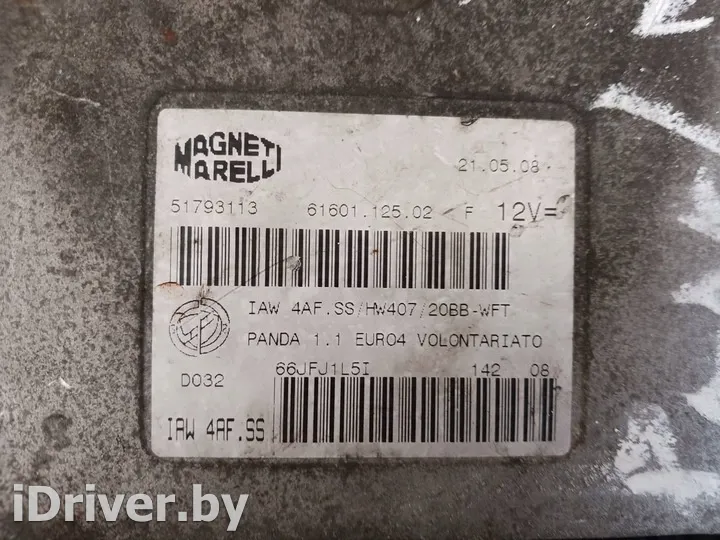 MAGNETI
MARELLI
21.05.08
51793113 61601.125.02 F 12V=
IAW 4AF.SS/HW407/20BB-WFT
PANDA 1.1 EURO4 VOLONTARIATO
D032 66JFJ1L5I 142 08
IAW 4AF.SS
iDriver.by